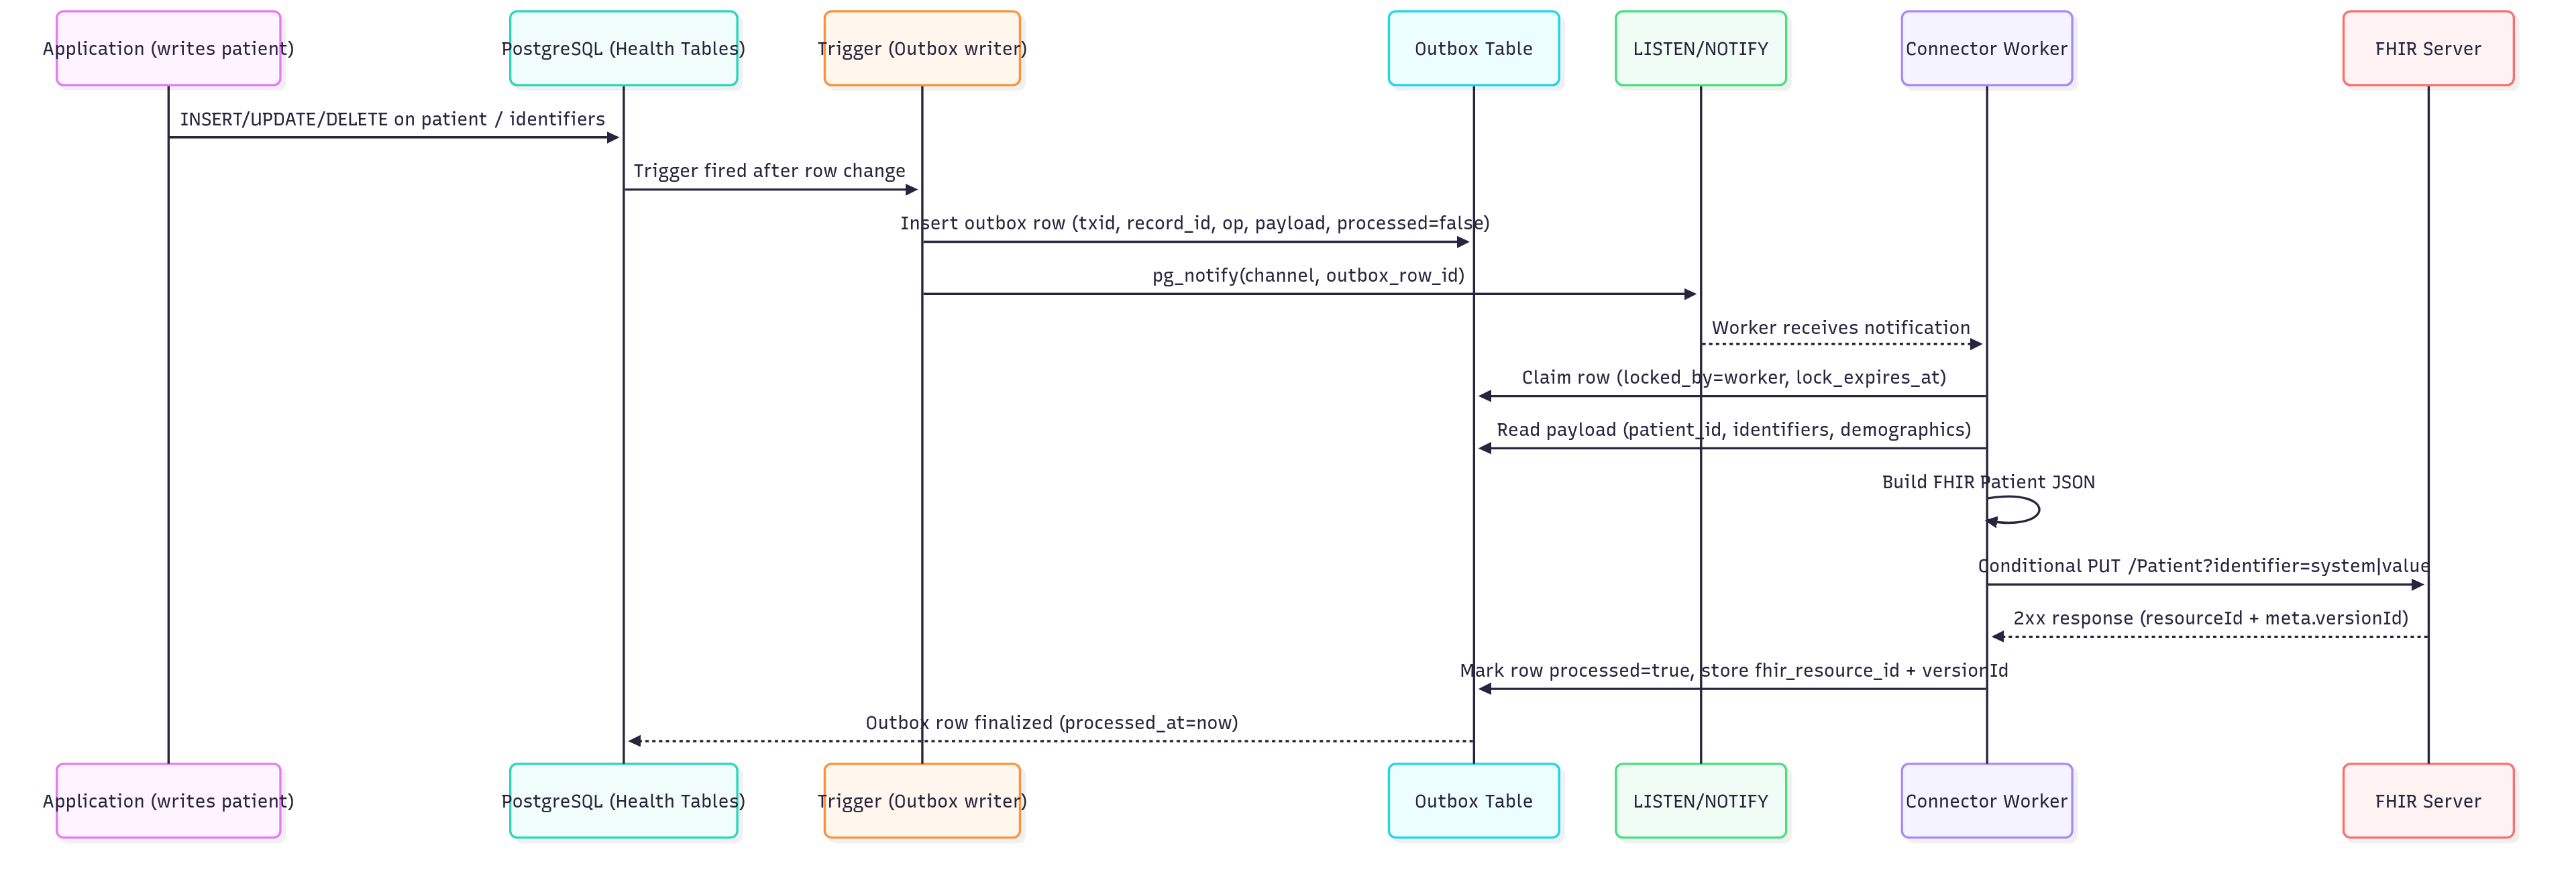 Application (writes patient)
PostgreSQL (Health Tables)
Trigger (Outbox writer)
Outbox Table
LISTEN/NOTIFY
Connector Worker
FHIR Server
INSERT/UPDATE/DELETE on patient / identifiers
Trigger fired after row change
Insert outbox row (txid, record_id, op, payload, processed=false)
pg_notify(channel, outbox_row_id)
Worker receives notification
Claim row (locked_by=worker, lock_expires_at)
Read payload (patient_id, identifiers, demographics)
Build FHIR Patient JSON
Conditional PUT /Patient?identifier=system|value
2xx response (resourceId + meta.versionId)
Mark row processed=true, store fhir_resource_id + versionId
Outbox row finalized (processed_at=now)
Application (writes patient)
PostgreSQL (Health Tables)
Trigger (Outbox writer)
Outbox Table
LISTEN/NOTIFY
Connector Worker
FHIR Server